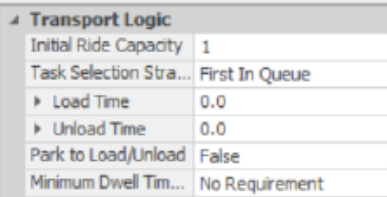 Transport Logic
Initial Ride Capacity 1
Task Selection Stra... First In Queue
Load Time 0.0
Unload Time 0.0
Park to Load/Unload False
Minimum Dwell Tim... No Requirement